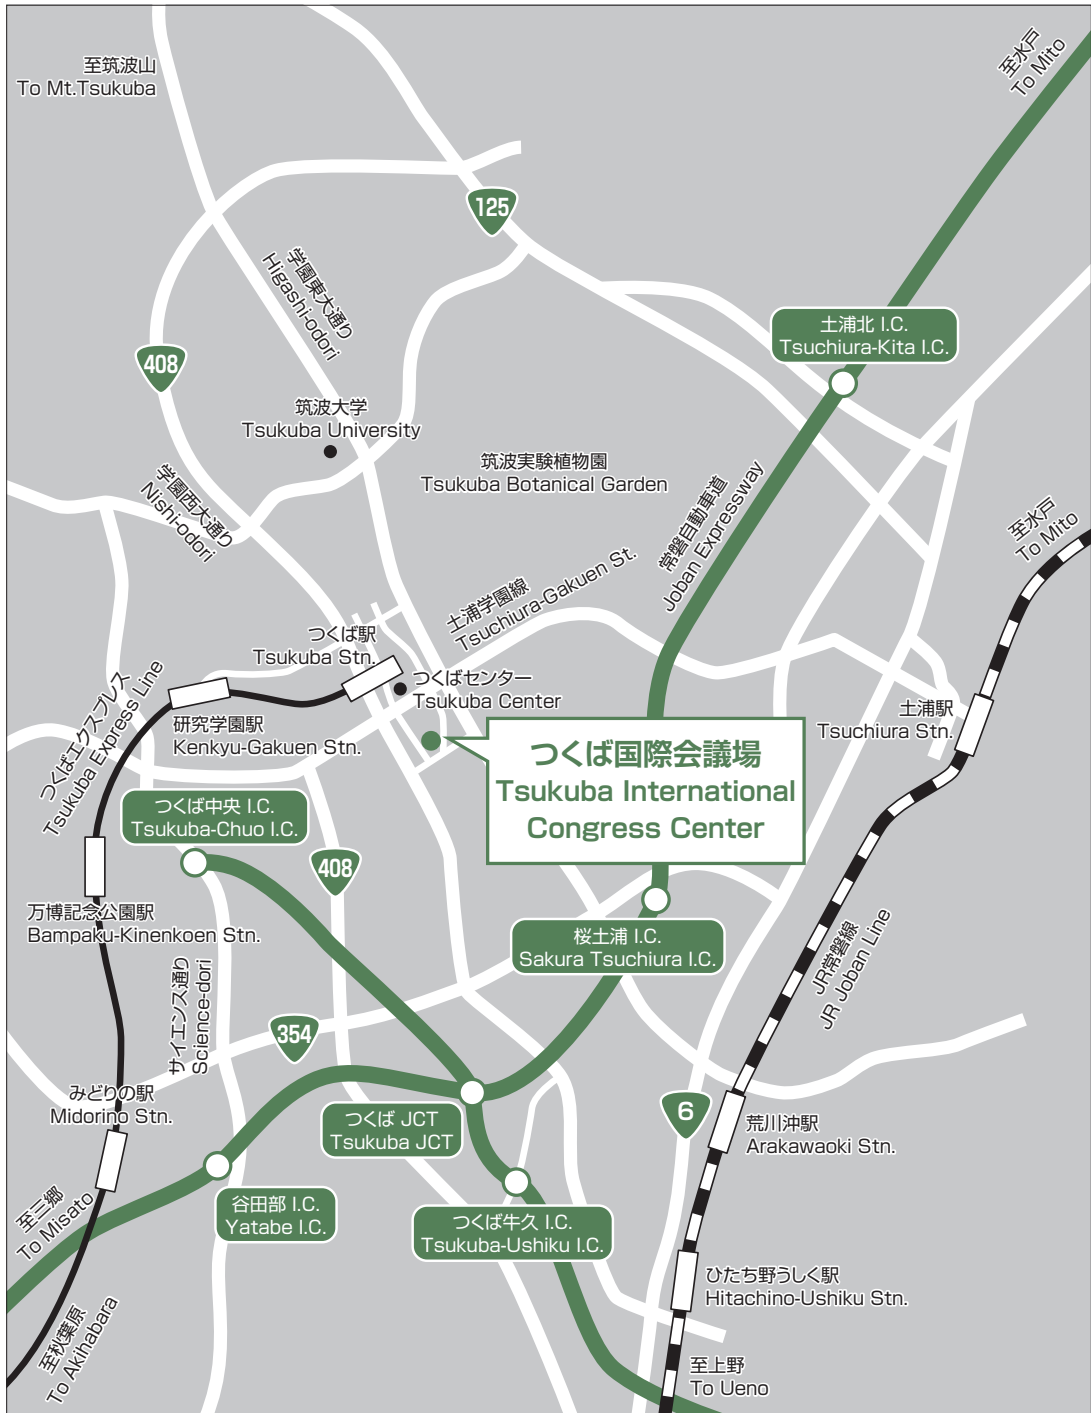 至筑波山
To Mt.Tsukuba
至水戸
To Mito
125
学園東大通り
Higashi-odori
土浦北 I.C.
Tsuchiura-Kita I.C.
408
筑波大学
Tsukuba University
筑波実験植物園
Tsukuba Botanical Garden
学園西大通り
Nishi-odori
常磐自動車道
Joban Expressway
至水戸
To Mito
土浦学園線
Tsuchiura-Gakuen St.
つくば駅
Tsukuba Stn.
つくばセンター
Tsukuba Center
つくばエクスプレス
Tsukuba Express Line
研究学園駅
Kenkyu-Gakuen Stn.
土浦駅
Tsuchiura Stn.
つくば国際会議場
Tsukuba International
Congress Center
つくば中央 I.C.
Tsukuba-Chuo I.C.
408
万博記念公園駅
Bampaku-Kinenkoen Stn.
桜土浦 I.C.
Sakura Tsuchiura I.C.
JR常磐線
JR Joban Line
サイエンス通り
Science-dori
354
みどりの駅
Midorino Stn.
つくば JCT
Tsukuba JCT
6
荒川沖駅
Arakawaoki Stn.
至三郷
To Misato
谷田部 I.C.
Yatabe I.C.
つくば牛久 I.C.
Tsukuba-Ushiku I.C.
ひたち野うしく駅
Hitachino-Ushiku Stn.
至秋葉原
To Akihabara
至上野
To Ueno